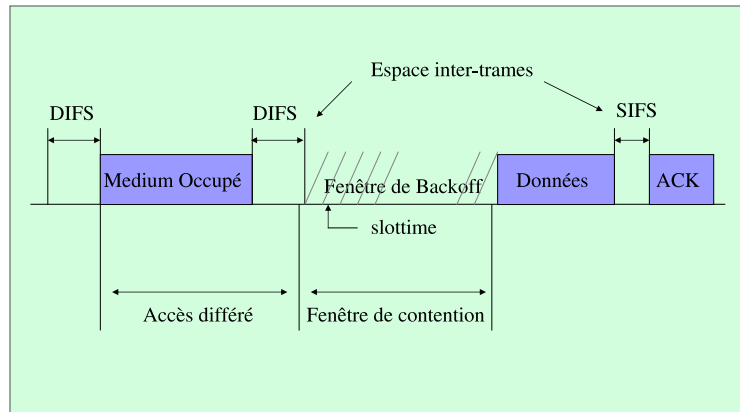 Espace inter-trames
DIFS
DIFS
SIFS
Medium Occupé
Fenêtre de Backoff
Données
ACK
slottime
Accès différé
Fenêtre de contention